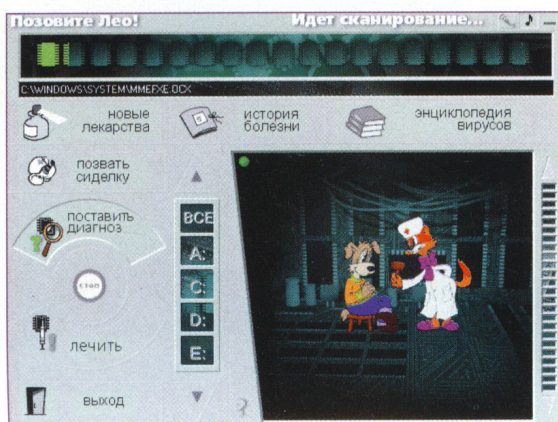 Позовите Лео!
Идет сканирование...
C:\WINDOWS\SYSTEM\MMEFXE.OCX
новые
лекарства
история
болезни
энциклопедия
вирусов
позвать
сиделку
поставить
диагноз
стоп
лечить
выход
ВСЕ
A:
C:
D:
E: